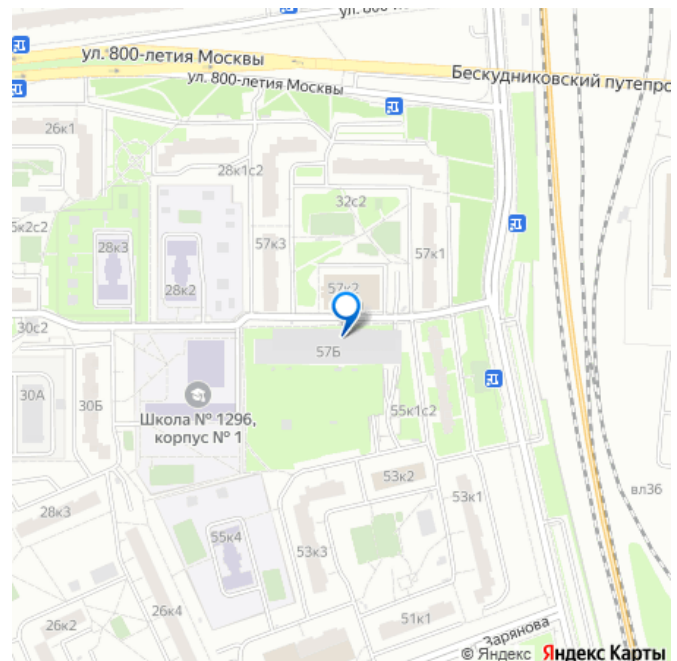 ул. 800-летия Москвы
Бескудниковский путепро
ул. 800-летия Москвы
26к1
28к1с2
32с2
5к2с2
28к3
57к3
57к1
28к2
57к2
30с2
57Б
30А
30Б
Школа № 1296,
корпус № 1
55к1с2
53к2
53к1
вл36
28к3
55к4
53к3
26к4
26к2
51к1
Зарянова
© Яндекс Яндекс Карты